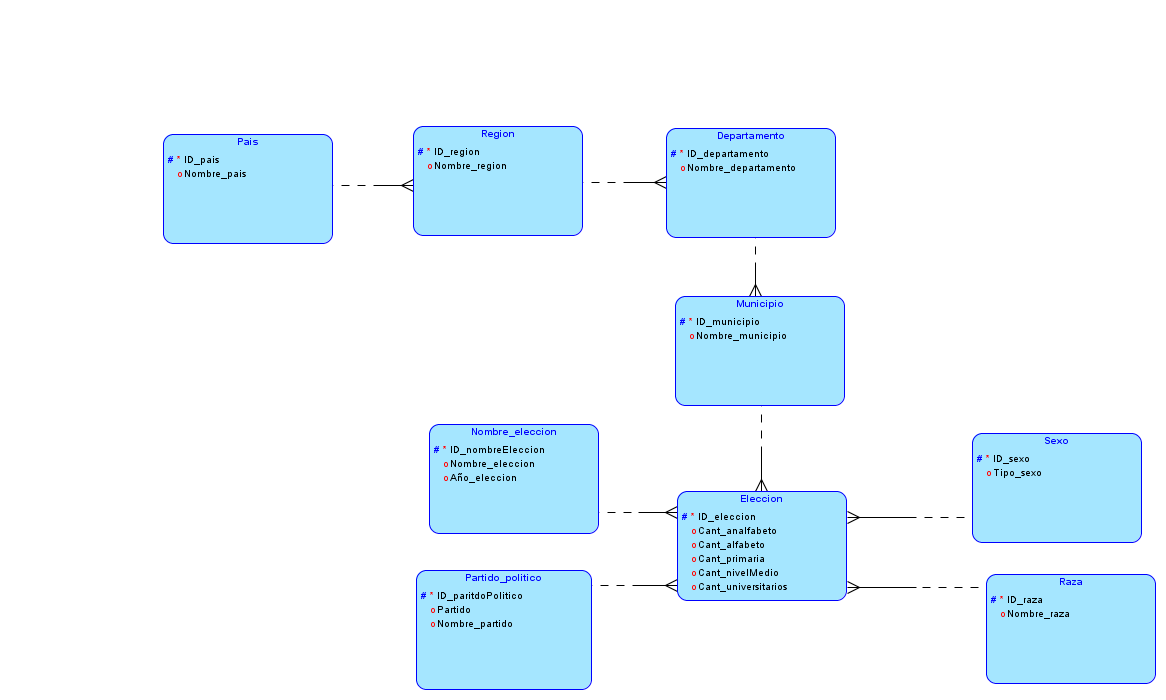 Pais
# * ID_pais
o Nombre_pais
Region
# * ID_region
o Nombre_region
Departamento
# * ID_departamento
o Nombre_departamento
Municipio
# * ID_municipio
o Nombre_municipio
Nombre_eleccion
# * ID_nombreEleccion
o Nombre_eleccion
o Año_eleccion
Sexo
# * ID_sexo
o Tipo_sexo
Eleccion
# * ID_eleccion
o Cant_analfabeto
o Cant_alfabeto
o Cant_primaria
o Cant_nivelMedio
o Cant_universitarios
Partido_politico
# * ID_paritdoPolitico
o Partido
o Nombre_partido
Raza
# * ID_raza
o Nombre_raza